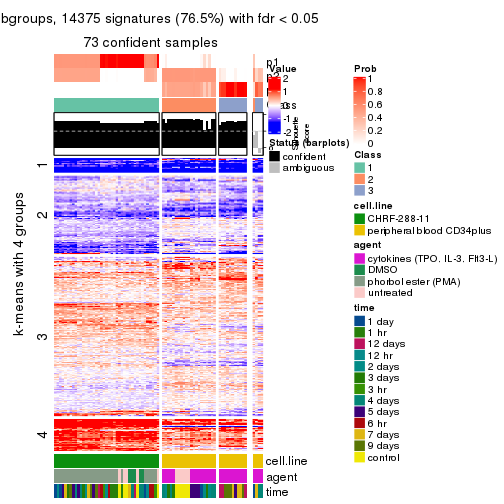 bgroups, 14375 signatures (76.5%) with fdr < 0.05
73 confident samples
p1
Value
2
1
0
-1
-2
Class
Silhouette
score
Status (barplots)
confident
ambiguous
k-means with 4 groups
1
2
3
4
cell.line
agent
time
Prob
1
0.8
0.6
0.4
0.2
0
Class
1
2
3
cell.line
CHRF-288-11
peripheral blood CD34plus
agent
cytokines (TPO, IL-3, Flt3-L)
DMSO
phorbol ester (PMA)
untreated
time
1 day
1 hr
12 days
12 hr
2 days
3 days
3 hr
4 days
5 days
6 hr
7 days
9 days
control